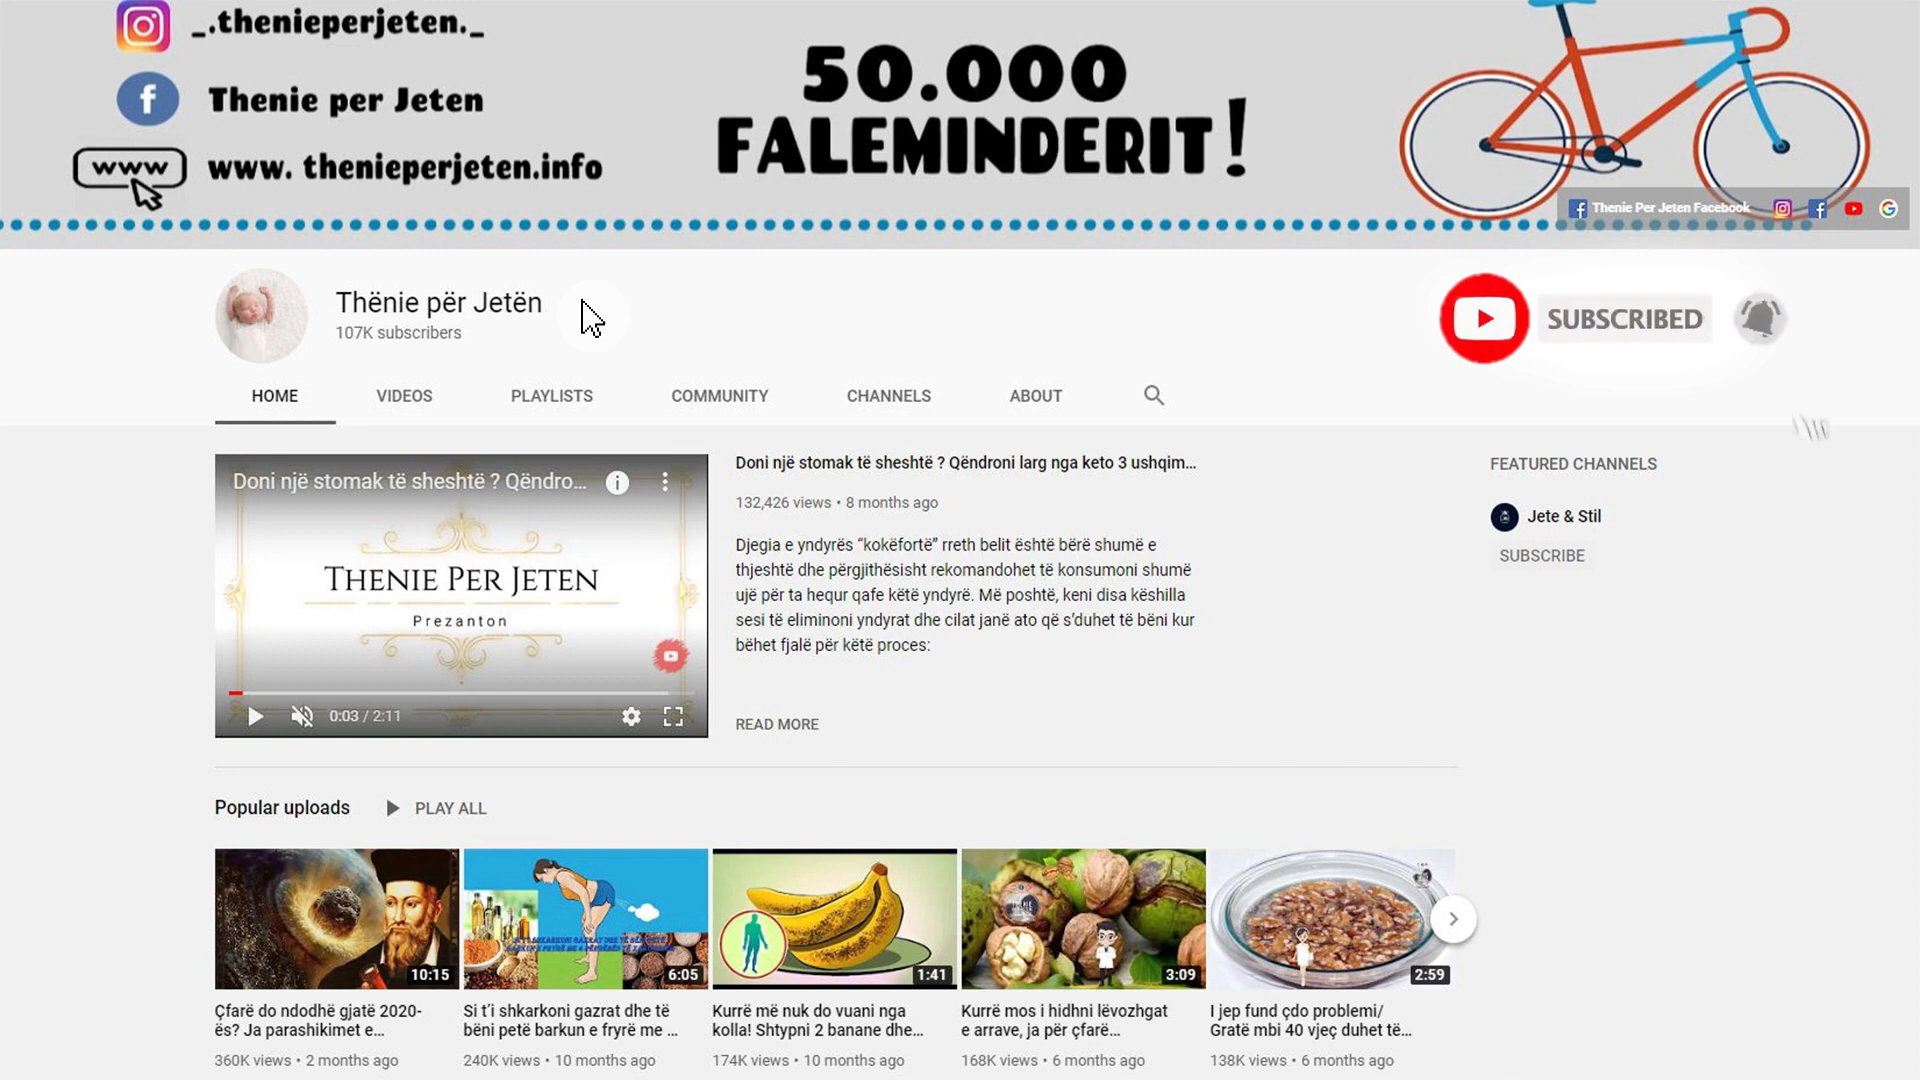 _.thenieperjeten._
Thenie per Jeten
www
www. thenieperjeten.info
50.000
FALEMINDERIT!
Thenie Per Jeten Facebook
Thënie për Jetën
107K subscribers
SUBSCRIBED
HOME
VIDEOS
PLAYLISTS
COMMUNITY
CHANNELS
ABOUT
Doni një stomak të sheshtë ? Qëndro...
THENIE PER JETEN
Prezanton
0:03 / 2:11
Doni një stomak të sheshtë ? Qëndroni larg nga keto 3 ushqim...
132,426 views • 8 months ago
Djegia e yndyrës “kokëfortë” rreth belit është bërë shumë e
thjeshtë dhe përgjithësisht rekomandohet të konsumoni shumë
ujë për ta hequr qafe këtë yndyrë. Më poshtë, keni disa këshilla
sesi të eliminoni yndyrat dhe cilat janë ato që s’duhet të bëni kur
bëhet fjalë për këtë proces:
READ MORE
FEATURED CHANNELS
Jete & Stil
SUBSCRIBE
Popular uploads
PLAY ALL
10:15
6:05
1:41
3:09
2:59
Çfarë do ndodhë gjatë 2020-
ës? Ja parashikimet e...
360K views • 2 months ago
Si t’i shkarkoni gazrat dhe të
bëni petë barkun e fryrë me ...
240K views • 10 months ago
Kurrë më nuk do vuani nga
kolla! Shtypni 2 banane dhe...
174K views • 10 months ago
Kurrë mos i hidhni lëvozhgat
e arrave, ja për çfarë...
168K views • 6 months ago
I jep fund çdo problemi/
Gratë mbi 40 vjeç duhet të...
138K views • 6 months ago